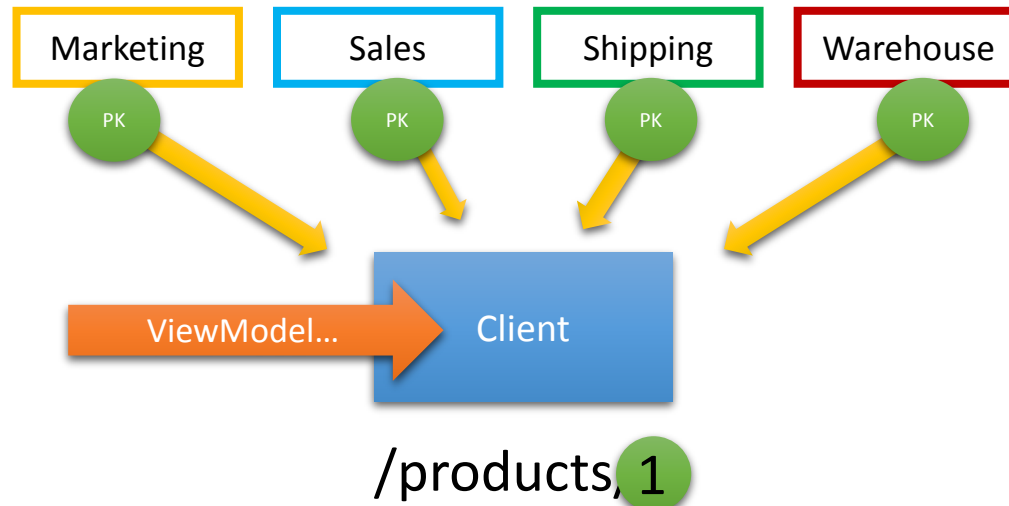 Marketing
Sales
Shipping
Warehouse
PK
PK
PK
PK
ViewModel…
Client
/products/1